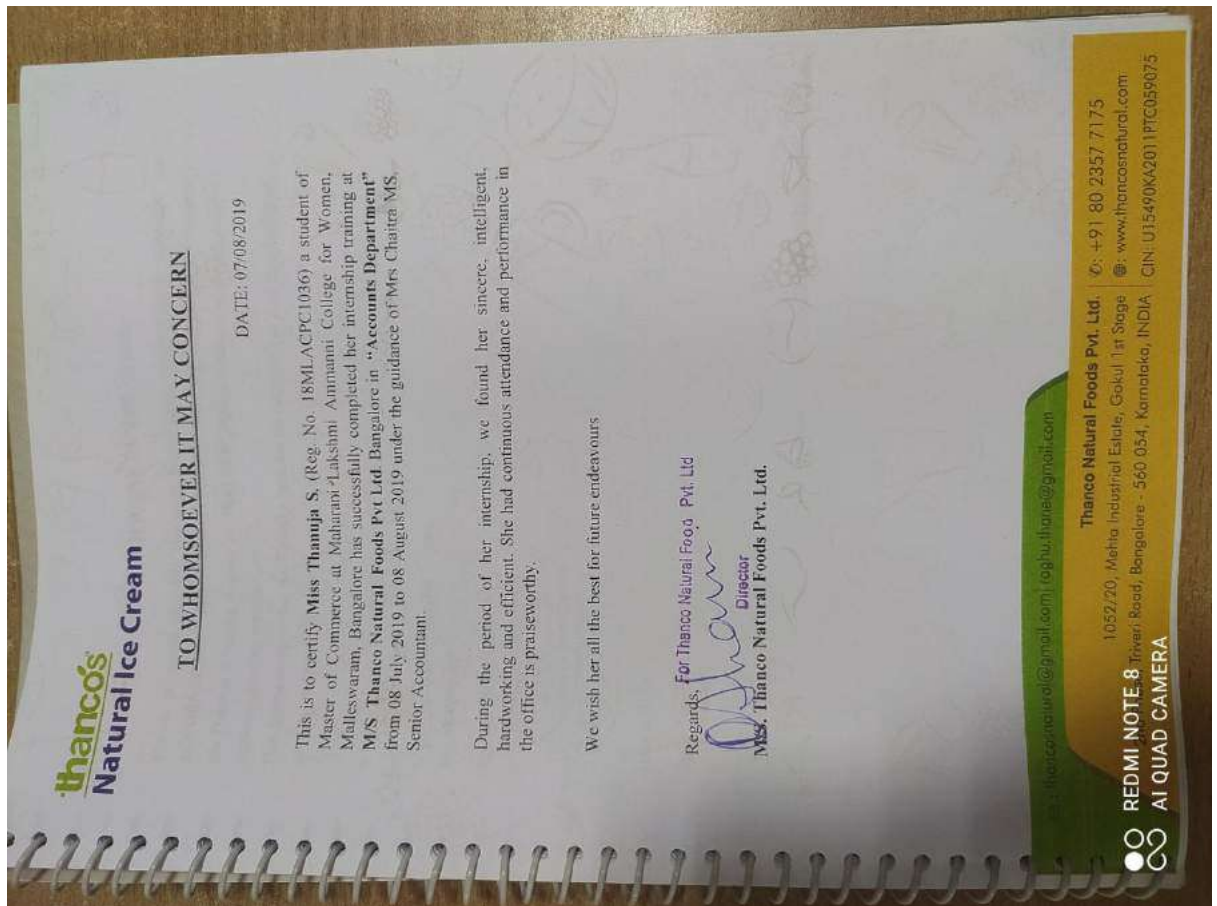 thanco's
Natural Ice Cream
TO WHOMSOEVER IT MAY CONCERN
DATE: 07/08/2019
This is to certify Miss Thanuja S, (Reg. No. 18MLACPC1036) a student of
Master of Commerce at Maharani Lakshmi Ammanni College for Women,
Malleswaram, Bangalore has successfully completed her internship training at
M/S Thanco Natural Foods Pvt Ltd Bangalore in “Accounts Department”
from 08 July 2019 to 08 August 2019 under the guidance of Mrs Chaitra MS,
Senior Accountant.
During the period of her internship, we found her sincere, intelligent,
hardworking and efficient. She had continuous attendance and performance in
the office is praiseworthy.
We wish her all the best for future endeavours
Regards, For Thanco Natural Food Pvt. Ltd
Director
M/S. Thanco Natural Foods Pvt. Ltd.
thancosnatural@gmail.com| raghu.thane@gmail.com
Thanco Natural Foods Pvt. Ltd.
1052/20, Mehta Industrial Estate, Gokul 1st Stage
Triveri Road, Bangalore - 560 054, Karnataka, INDIA
✆: +91 80 2357 7175
@: www.thancosnatural.com
CIN: U15490KA2011PTC059075
REDMI NOTE 8
AI QUAD CAMERA